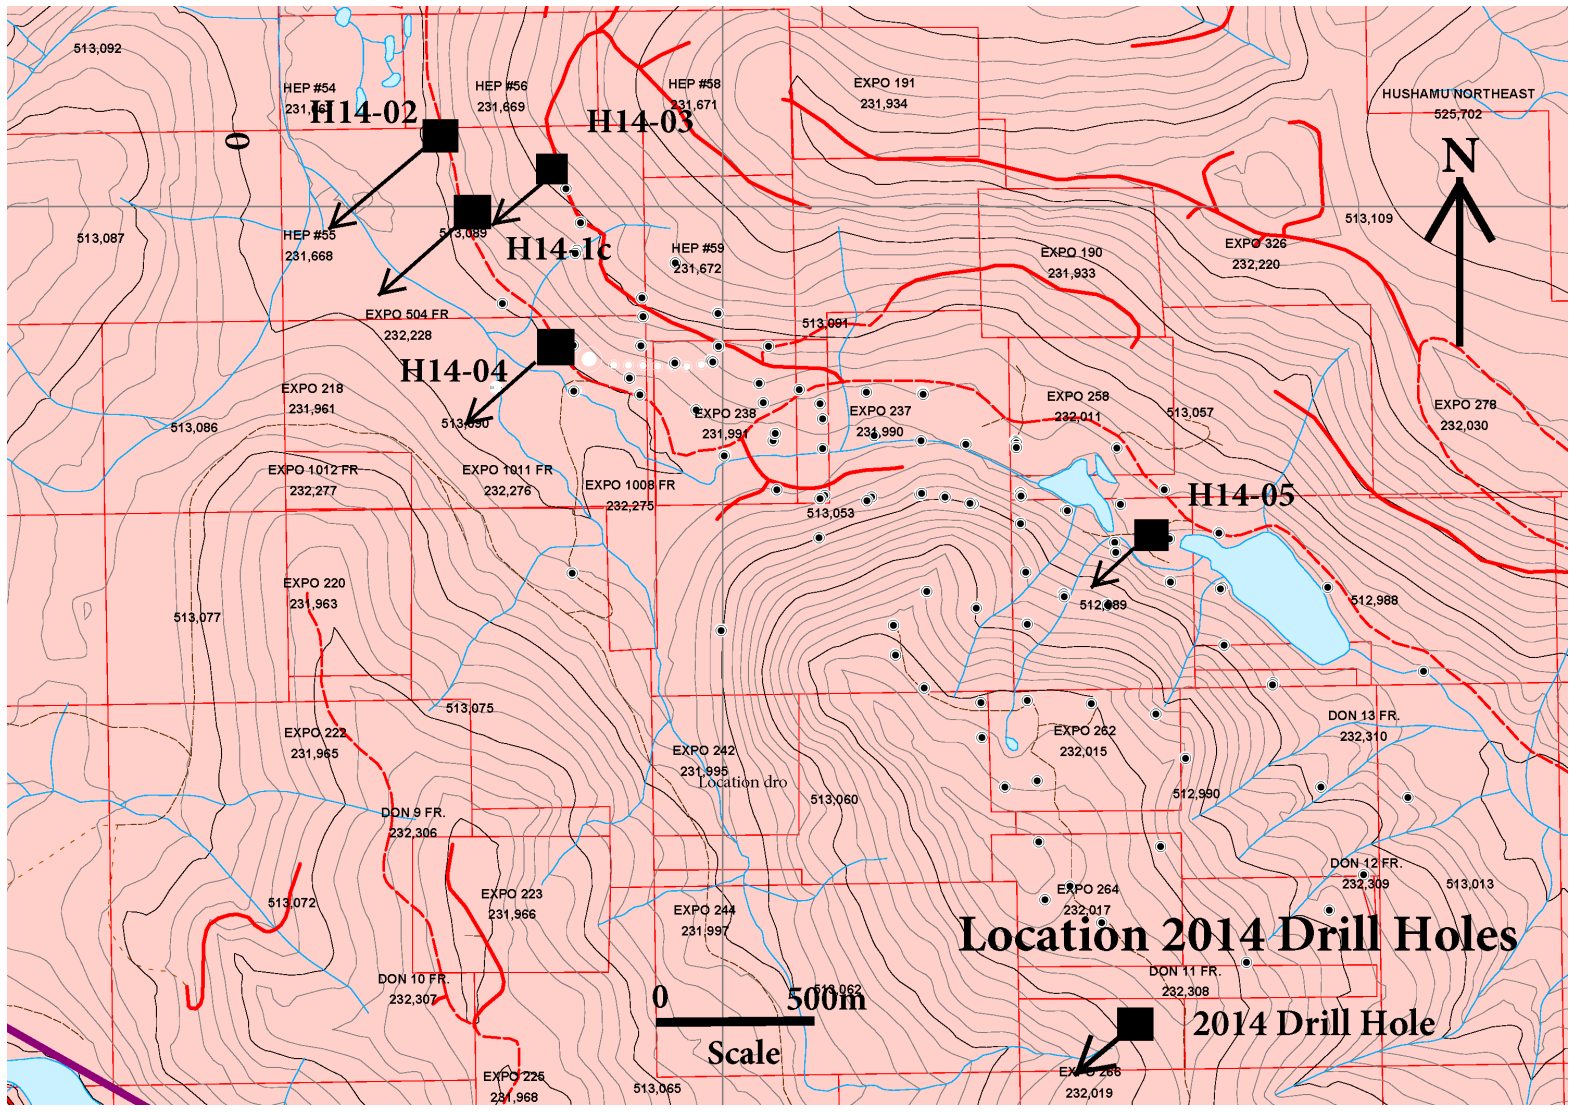 513,092
HEP #54
HEP #56
231,669
HEP #58
231,671
EXPO 191
231,934
HUSHAMU NORTHEAST
525,702
H14-02
H14-03
0
N
513,087
HEP #55
231,668
513,089
H14-1c
HEP #59
231,672
EXPO 190
231,933
513,109
EXPO 326
232,220
EXPO 504 FR
232,228
513,091
H14-04
EXPO 218
231,961
513,086
513,090
EXPO 238
231,991
EXPO 237
231,990
EXPO 258
232,011
513,057
EXPO 278
232,030
EXPO 1012 FR
232,277
EXPO 1011 FR
232,276
EXPO 1008 FR
232,275
513,053
H14-05
EXPO 220
231,963
513,077
512,989
512,988
513,075
EXPO 222
231,965
EXPO 242
231,995
Location dro
513,060
EXPO 262
232,015
512,990
DON 13 FR.
232,310
DON 9 FR.
232,306
EXPO 223
231,966
513,072
EXPO 244
231,997
EXPO 264
232,017
DON 12 FR.
232,309
513,013
Location 2014 Drill Holes
DON 10 FR.
232,307
DON 11 FR.
232,308
513,062
0
500m
Scale
2014 Drill Hole
EXPO 225
231,968
513,065
EXPO 266
232,019